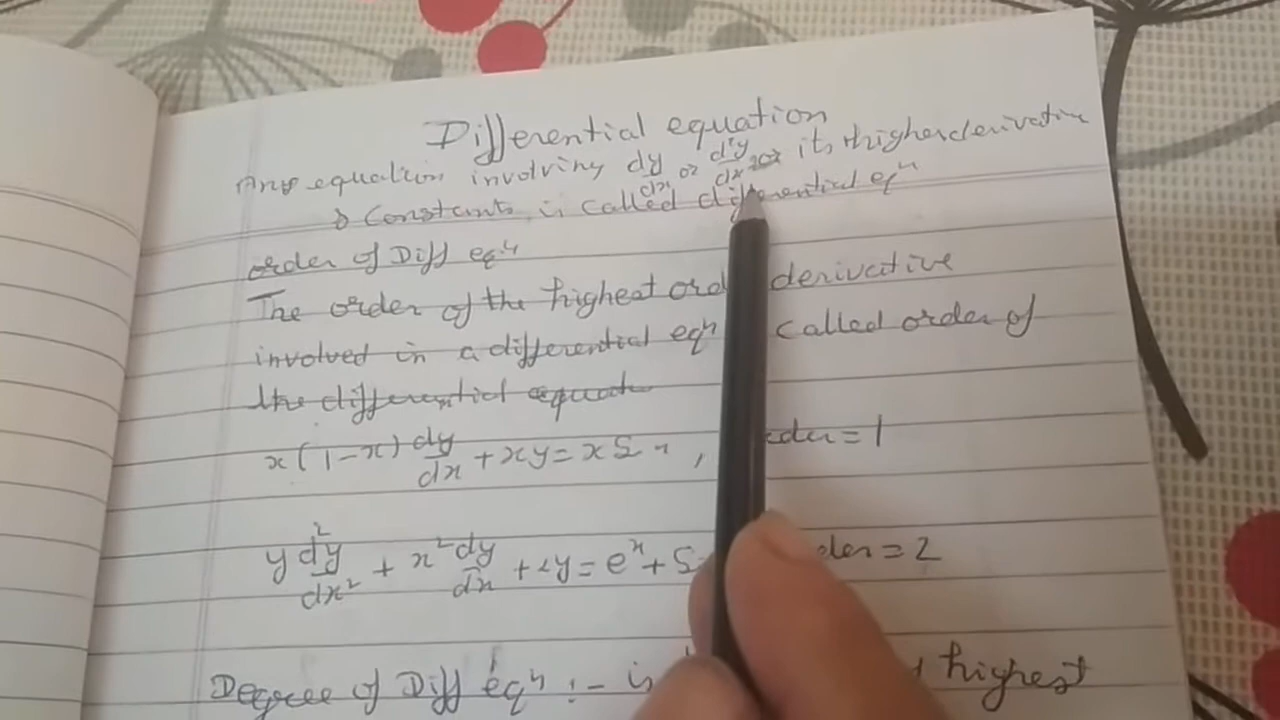 Differential equation
Any equation involving dy/dx or d²y/dx² or its higher derivative
& Constants is called differential eqⁿ
order of Diff eqⁿ
The order of the highest ord derivative
involved in a differential eqⁿ called order of
the differential
x(1-x) dy/dx + xy = x, order = 1
y d²y/dx² + x² dy/dx + 2y = eˣ + 5 der = 2
Degree of Diff eqⁿ :- is highest